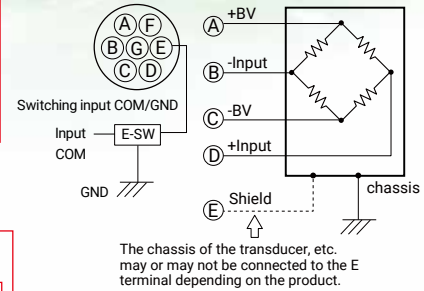 A F
B G E
C D
Switching input COM/GND
Input
COM
E-SW
GND
A +BV
B -Input
C -BV
D +Input
E Shield
chassis
The chassis of the transducer, etc.
may or may not be connected to the E
terminal depending on the product.